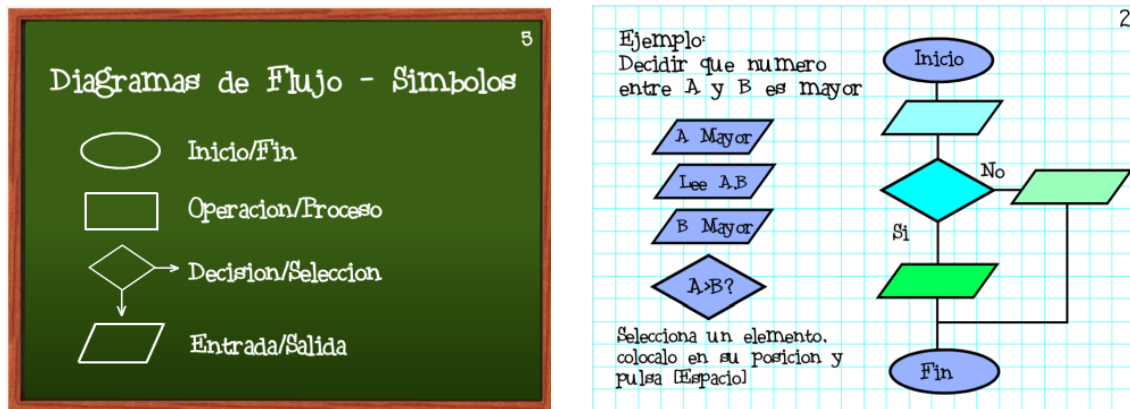 5
Diagramas de Flujo - Simbolos
Inicio/Fin
Operacion/Proceso
Decision/Seleccion
Entrada/Salida
2
Ejemplo:
Decidir que numero
entre A y B es mayor
A Mayor
Lee A,B
B Mayor
A>B?
Selecciona un elemento,
colocalo en su posicion y
pulsa [Espacio]
Inicio
No
Si
Fin